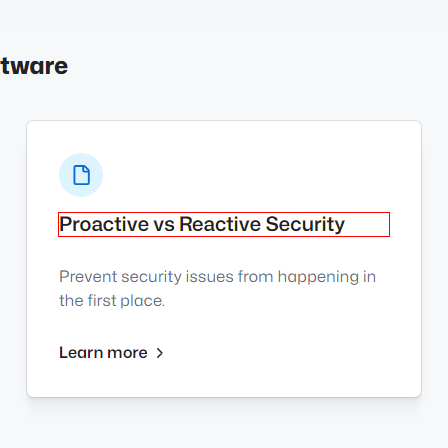 tware
Proactive vs Reactive Security
Prevent security issues from happening in
the first place.
Learn more